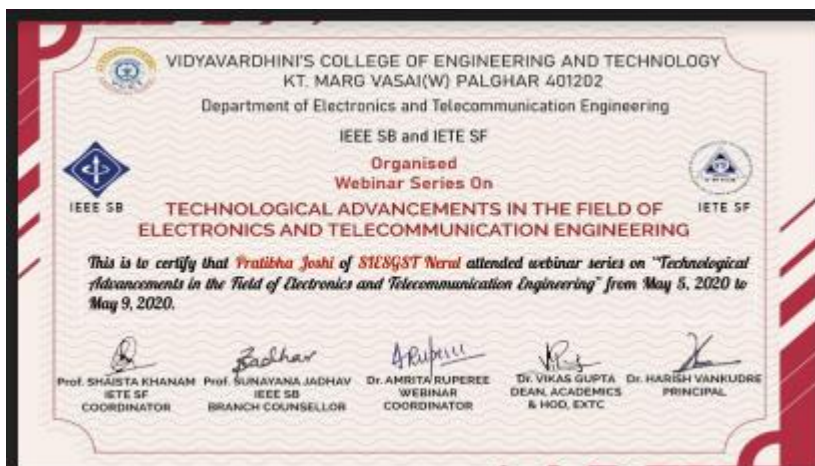 VIDYAVARDHINI'S COLLEGE OF ENGINEERING AND TECHNOLOGY
KT. MARG VASAI(W) PALGHAR 401202
Department of Electronics and Telecommunication Engineering
IEEE SB and IETE SF
Organised
Webinar Series On
IEEE SB
IETE SF
TECHNOLOGICAL ADVANCEMENTS IN THE FIELD OF
ELECTRONICS AND TELECOMMUNICATION ENGINEERING
This is to certify that Pratibha Joshi of SIESGST Nerul attended webinar series on "Technological
Advancements in the Field of Electronics and Telecommunication Engineering" from May 5, 2020 to
May 9, 2020.
Prof. SHAISTA KHANAM
IETE SF
COORDINATOR
Prof. SUNAYANA JADHAV
IEEE SB
BRANCH COUNSELLOR
Dr. AMRITA RUPEREE
WEBINAR
COORDINATOR
Dr. VIKAS GUPTA
DEAN, ACADEMICS
& HOD, EXTC
Dr. HARISH VANKUDRE
PRINCIPAL